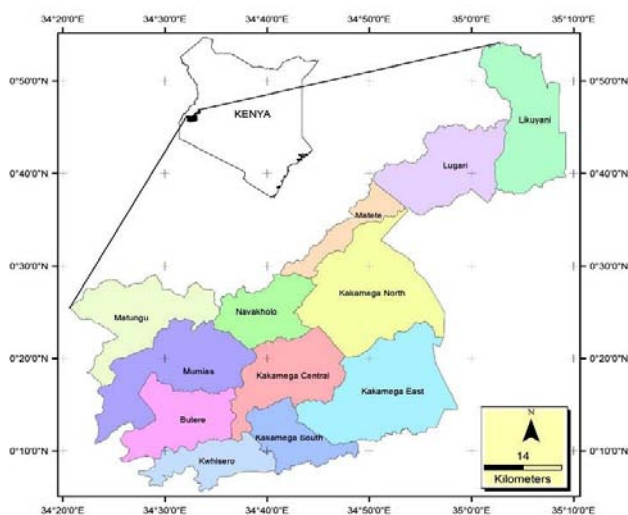 34°20'0"E 34°30'0"E 34°40'0"E 34°50'0"E 35°0'0"E 35°10'0"E
0°50'0"N 0°50'0"N
KENYA
Likuyani
Lugari
0°40'0"N 0°40'0"N
Matete
0°30'0"N 0°30'0"N
Kakamega North
Matungu
Navakholo
0°20'0"N 0°20'0"N
Mumias
Kakamega Central
Kakamega East
Butere
N
Kakamega South
0°10'0"N 0°10'0"N
Kwhisero
14
Kilometers
34°20'0"E 34°30'0"E 34°40'0"E 34°50'0"E 35°0'0"E 35°10'0"E